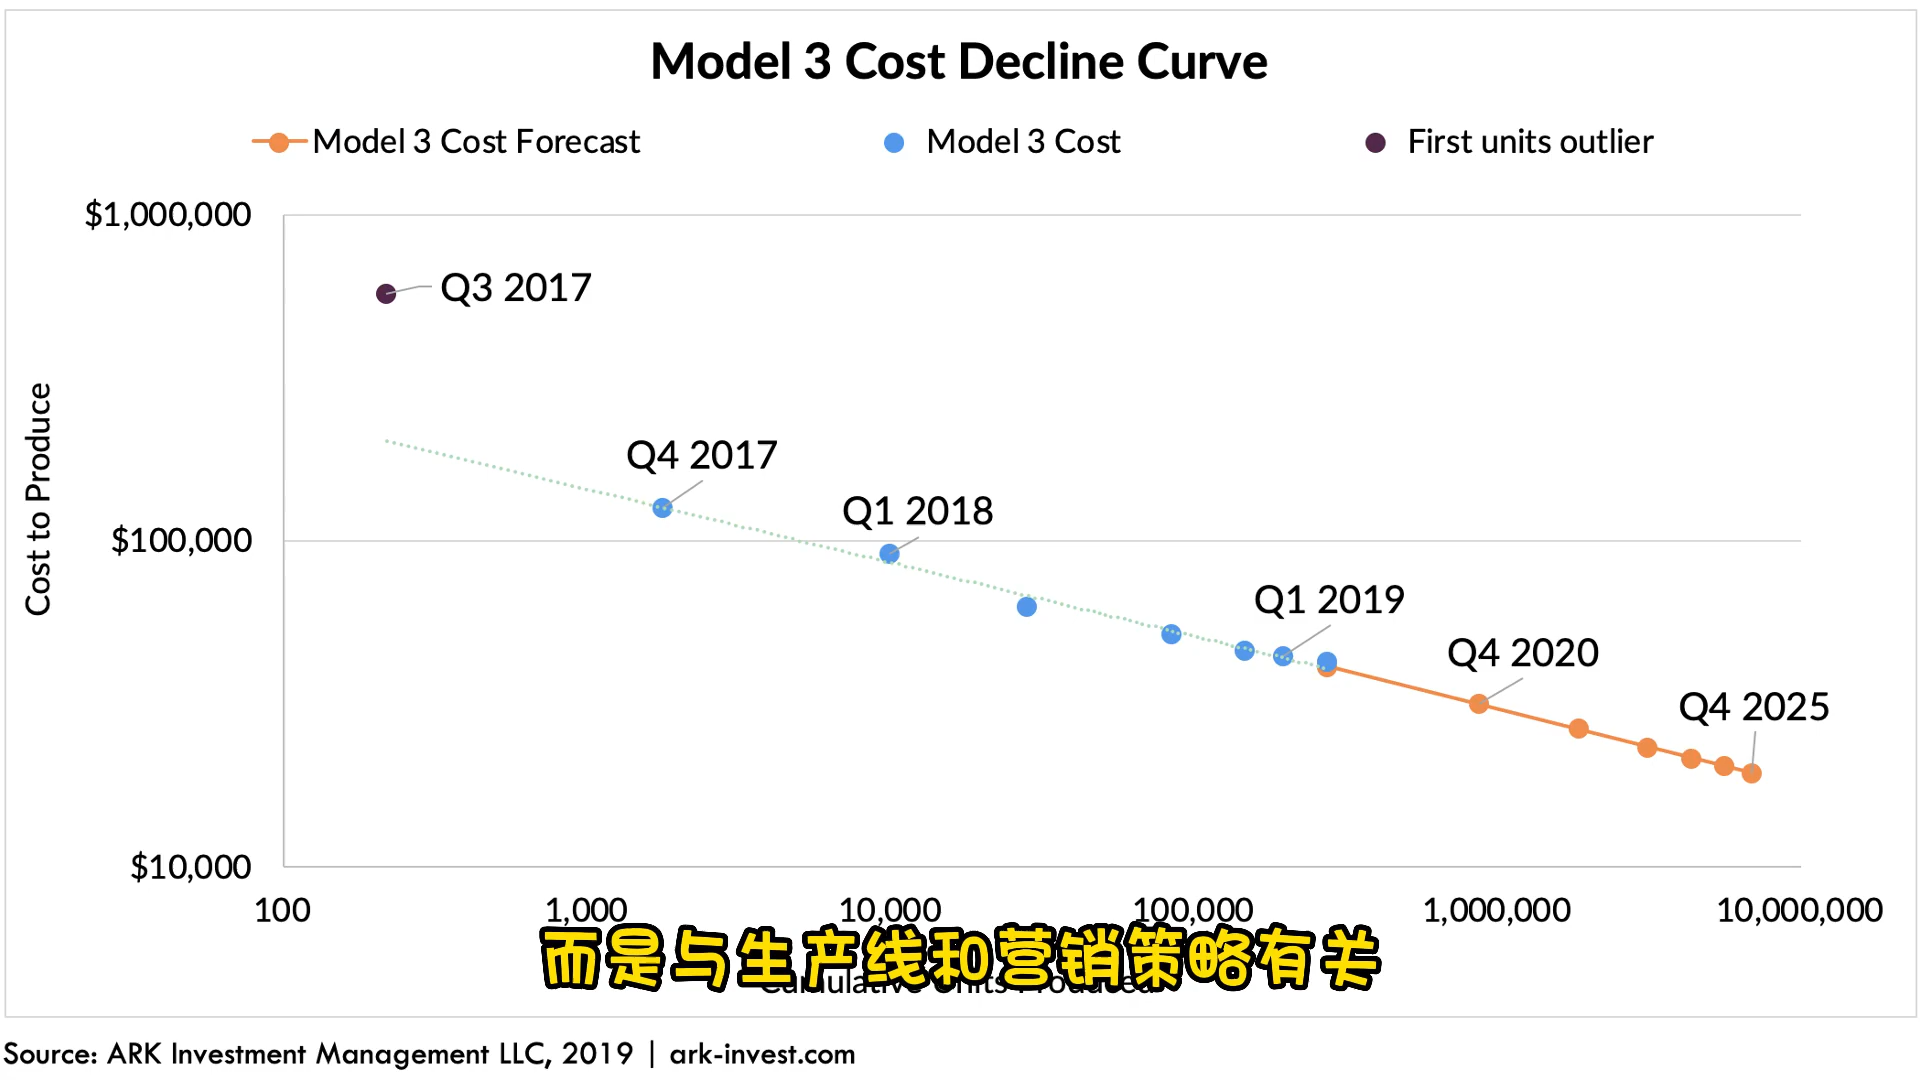 Model 3 Cost Decline Curve
Model 3 Cost Forecast
Model 3 Cost
First units outlier
$1,000,000
Q3 2017
Cost to Produce
Q4 2017
Q1 2018
$100,000
Q1 2019
Q4 2020
Q4 2025
$10,000
100
1,000
10,000
100,000
1,000,000
10,000,000
而是与生产线和营销策略有关
Cumulative Units Produced
Source: ARK Investment Management LLC, 2019 | ark-invest.com